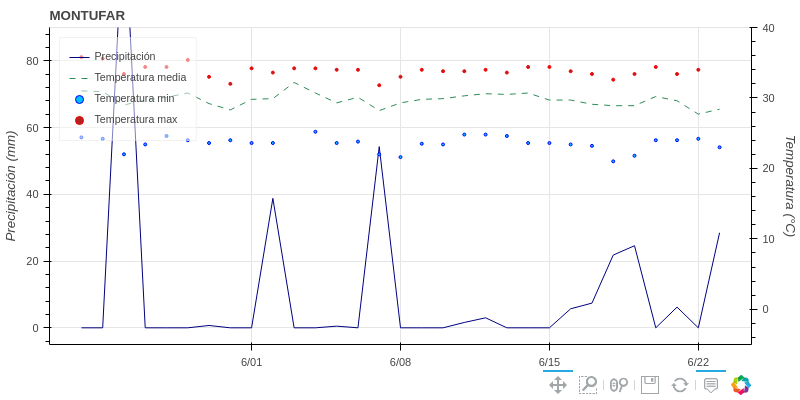 MONTUFAR
Precipitación
Temperatura media
Temperatura min
Temperatura max
Precipitación (mm)
80
60
40
20
0
40
30
20
10
0
Temperatura (°C)
6/01
6/08
6/15
6/22